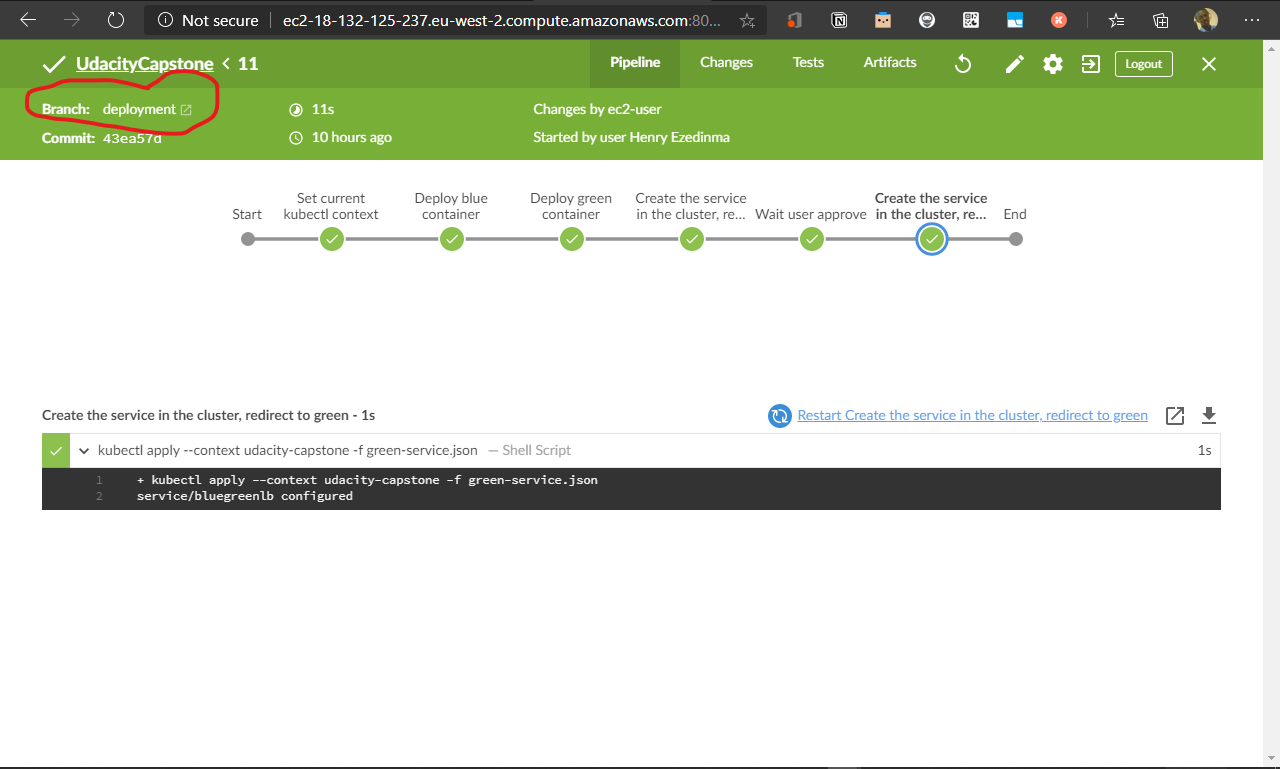 Not secure ec2-18-132-125-237.eu-west-2.compute.amazonaws.com:80...
UdacityCapstone < 11 Pipeline Changes Tests Artifacts Logout
Branch: deployment 11s Changes by ec2-user
Commit: 43ea57d 10 hours ago Started by user Henry Ezedinma
Start
Set current
kubectl context
Deploy blue
container
Deploy green
container
Create the service
in the cluster, re...
Wait user approve
Create the service
in the cluster, re...
End
Create the service in the cluster, redirect to green - 1s Restart Create the service in the cluster, redirect to green
kubectl apply --context udacity-capstone -f green-service.json — Shell Script 1s
1 + kubectl apply --context udacity-capstone -f green-service.json
2 service/bluegreenlb configured